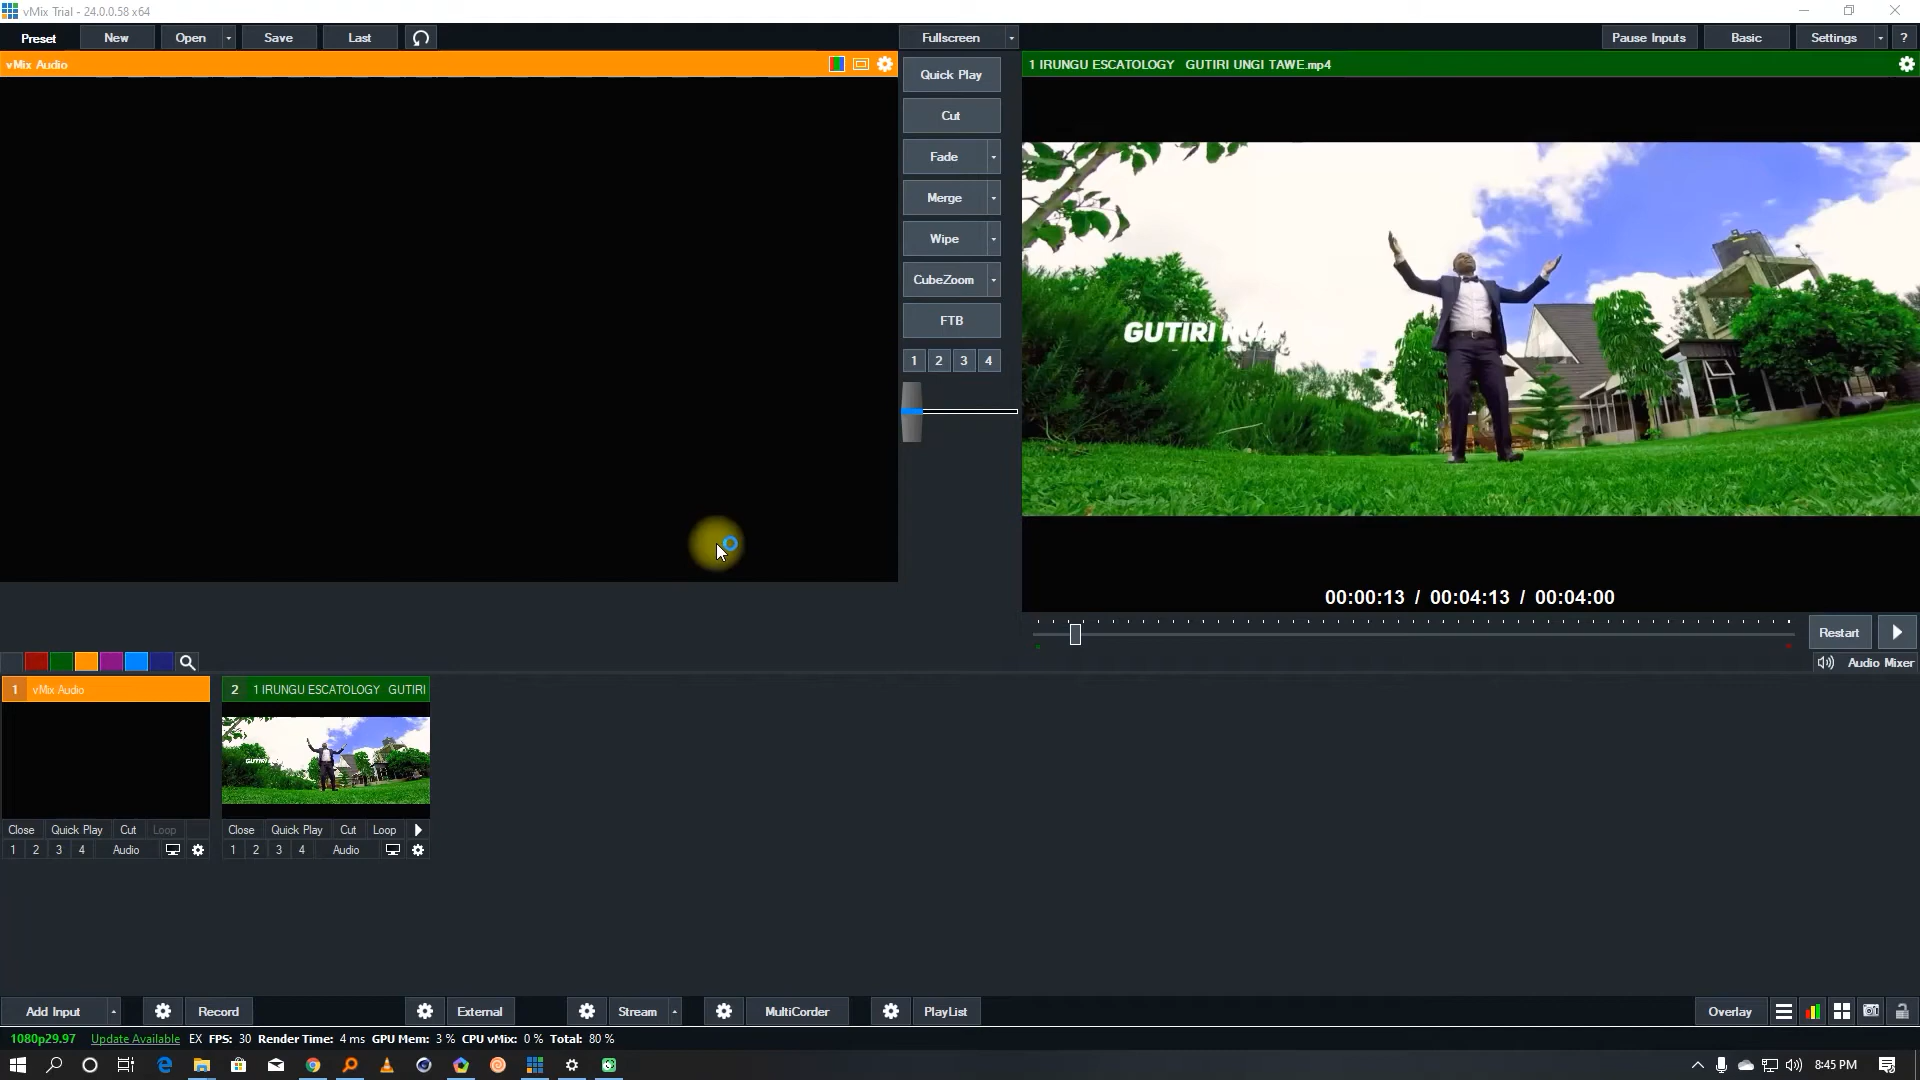 vMix Trial - 24.0.0.58 x64
Preset New Open Save Last Fullscreen Pause Inputs Basic Settings ?
vMix Audio
1 IRUNGU ESCATOLOGY GUTIRI UNGI TAWE.mp4
Quick Play
Cut
Fade
Merge
Wipe
CubeZoom
FTB
1 2 3 4
GUTIRI
00:00:13 / 00:04:13 / 00:04:00
Restart
Audio Mixer
1 vMix Audio
2 1 IRUNGU ESCATOLOGY GUTIRI
GUTIRI
Close Quick Play Cut Loop
1 2 3 4 Audio
Close Quick Play Cut Loop
1 2 3 4 Audio
Add Input Record External Stream MultiCorder PlayList Overlay
1080p29.97 Update Available EX FPS: 30 Render Time: 4 ms GPU Mem: 3 % CPU vMix: 0 % Total: 80 %
8:45 PM